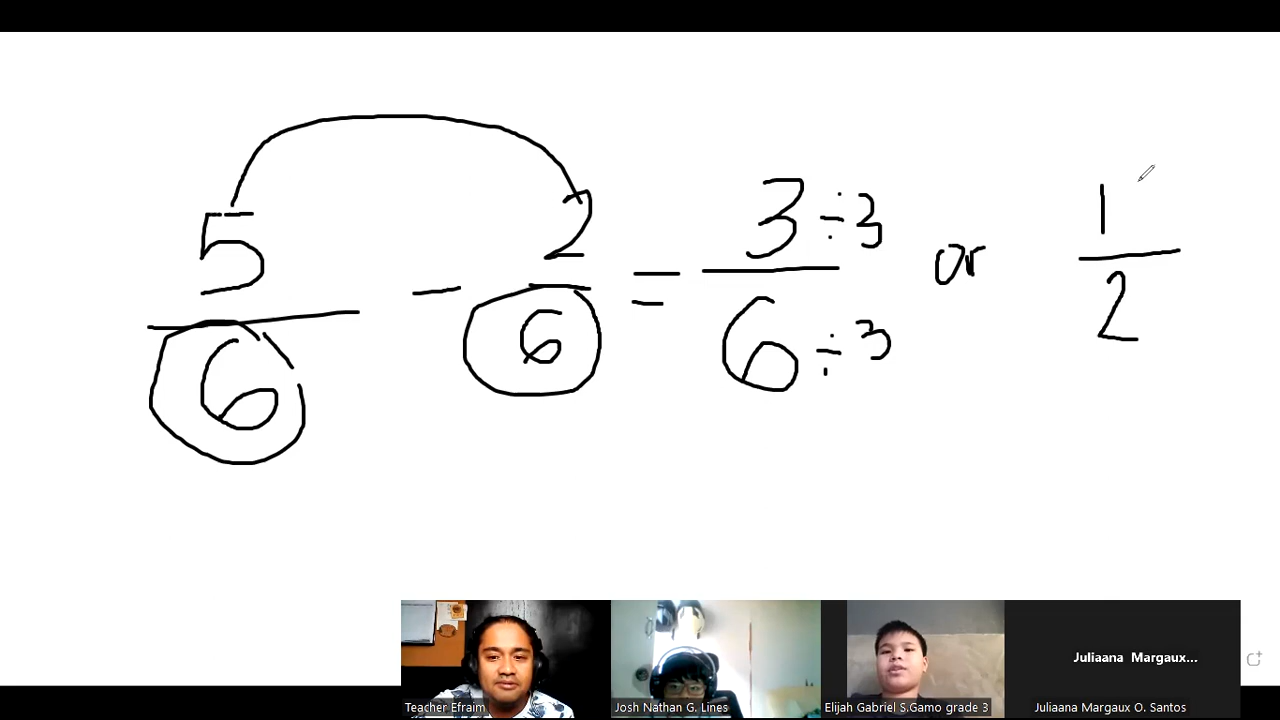 5/6 - 2/6 = 3÷3/6÷3 or 1/2
Juliaana Margaux...
Teacher Efraim
Josh Nathan G. Lines
Elijah Gabriel S.Gamo grade 3
Juliaana Margaux O. Santos